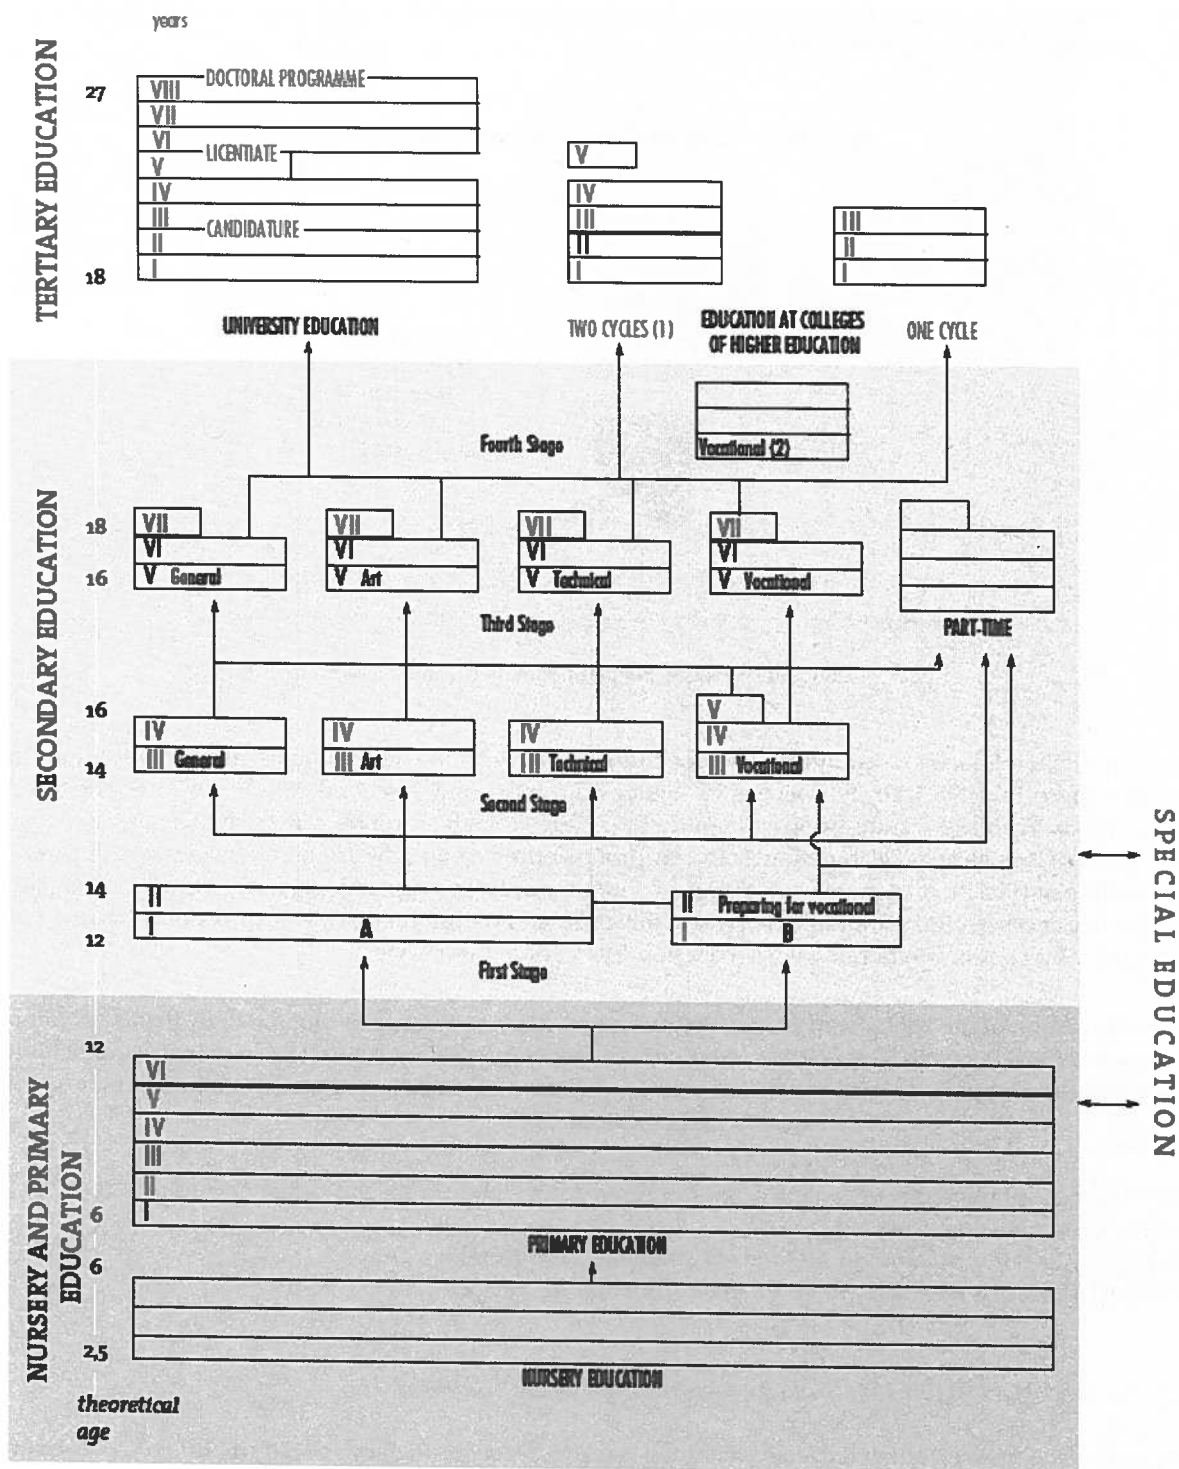 years
TERTIARY EDUCATION
27
VIII
DOCTORAL PROGRAMME
VII
VI
LICENTIATE
V
IV
III
CANDIDATURE
II
18
I
V
IV
III
II
I
III
II
I
UNIVERSITY EDUCATION
TWO CYCLES (1)
EDUCATION AT COLLEGES
OF HIGHER EDUCATION
ONE CYCLE
Fourth Stage
Vocational (2)
SECONDARY EDUCATION
18
VII
VI
16
V General
VII
VI
V Art
VII
VI
V Technical
VII
VI
V Vocational
Third Stage
PART-TIME
16
IV
14
III General
IV
III Art
IV
III Technical
V
IV
III Vocational
Second Stage
14
II
12
I A
II Preparing for vocational
I B
First Stage
SPECIAL EDUCATION
NURSERY AND PRIMARY
EDUCATION
12
VI
V
IV
III
II
6
I
PRIMARY EDUCATION
6
2,5
NURSERY EDUCATION
theoretical
age